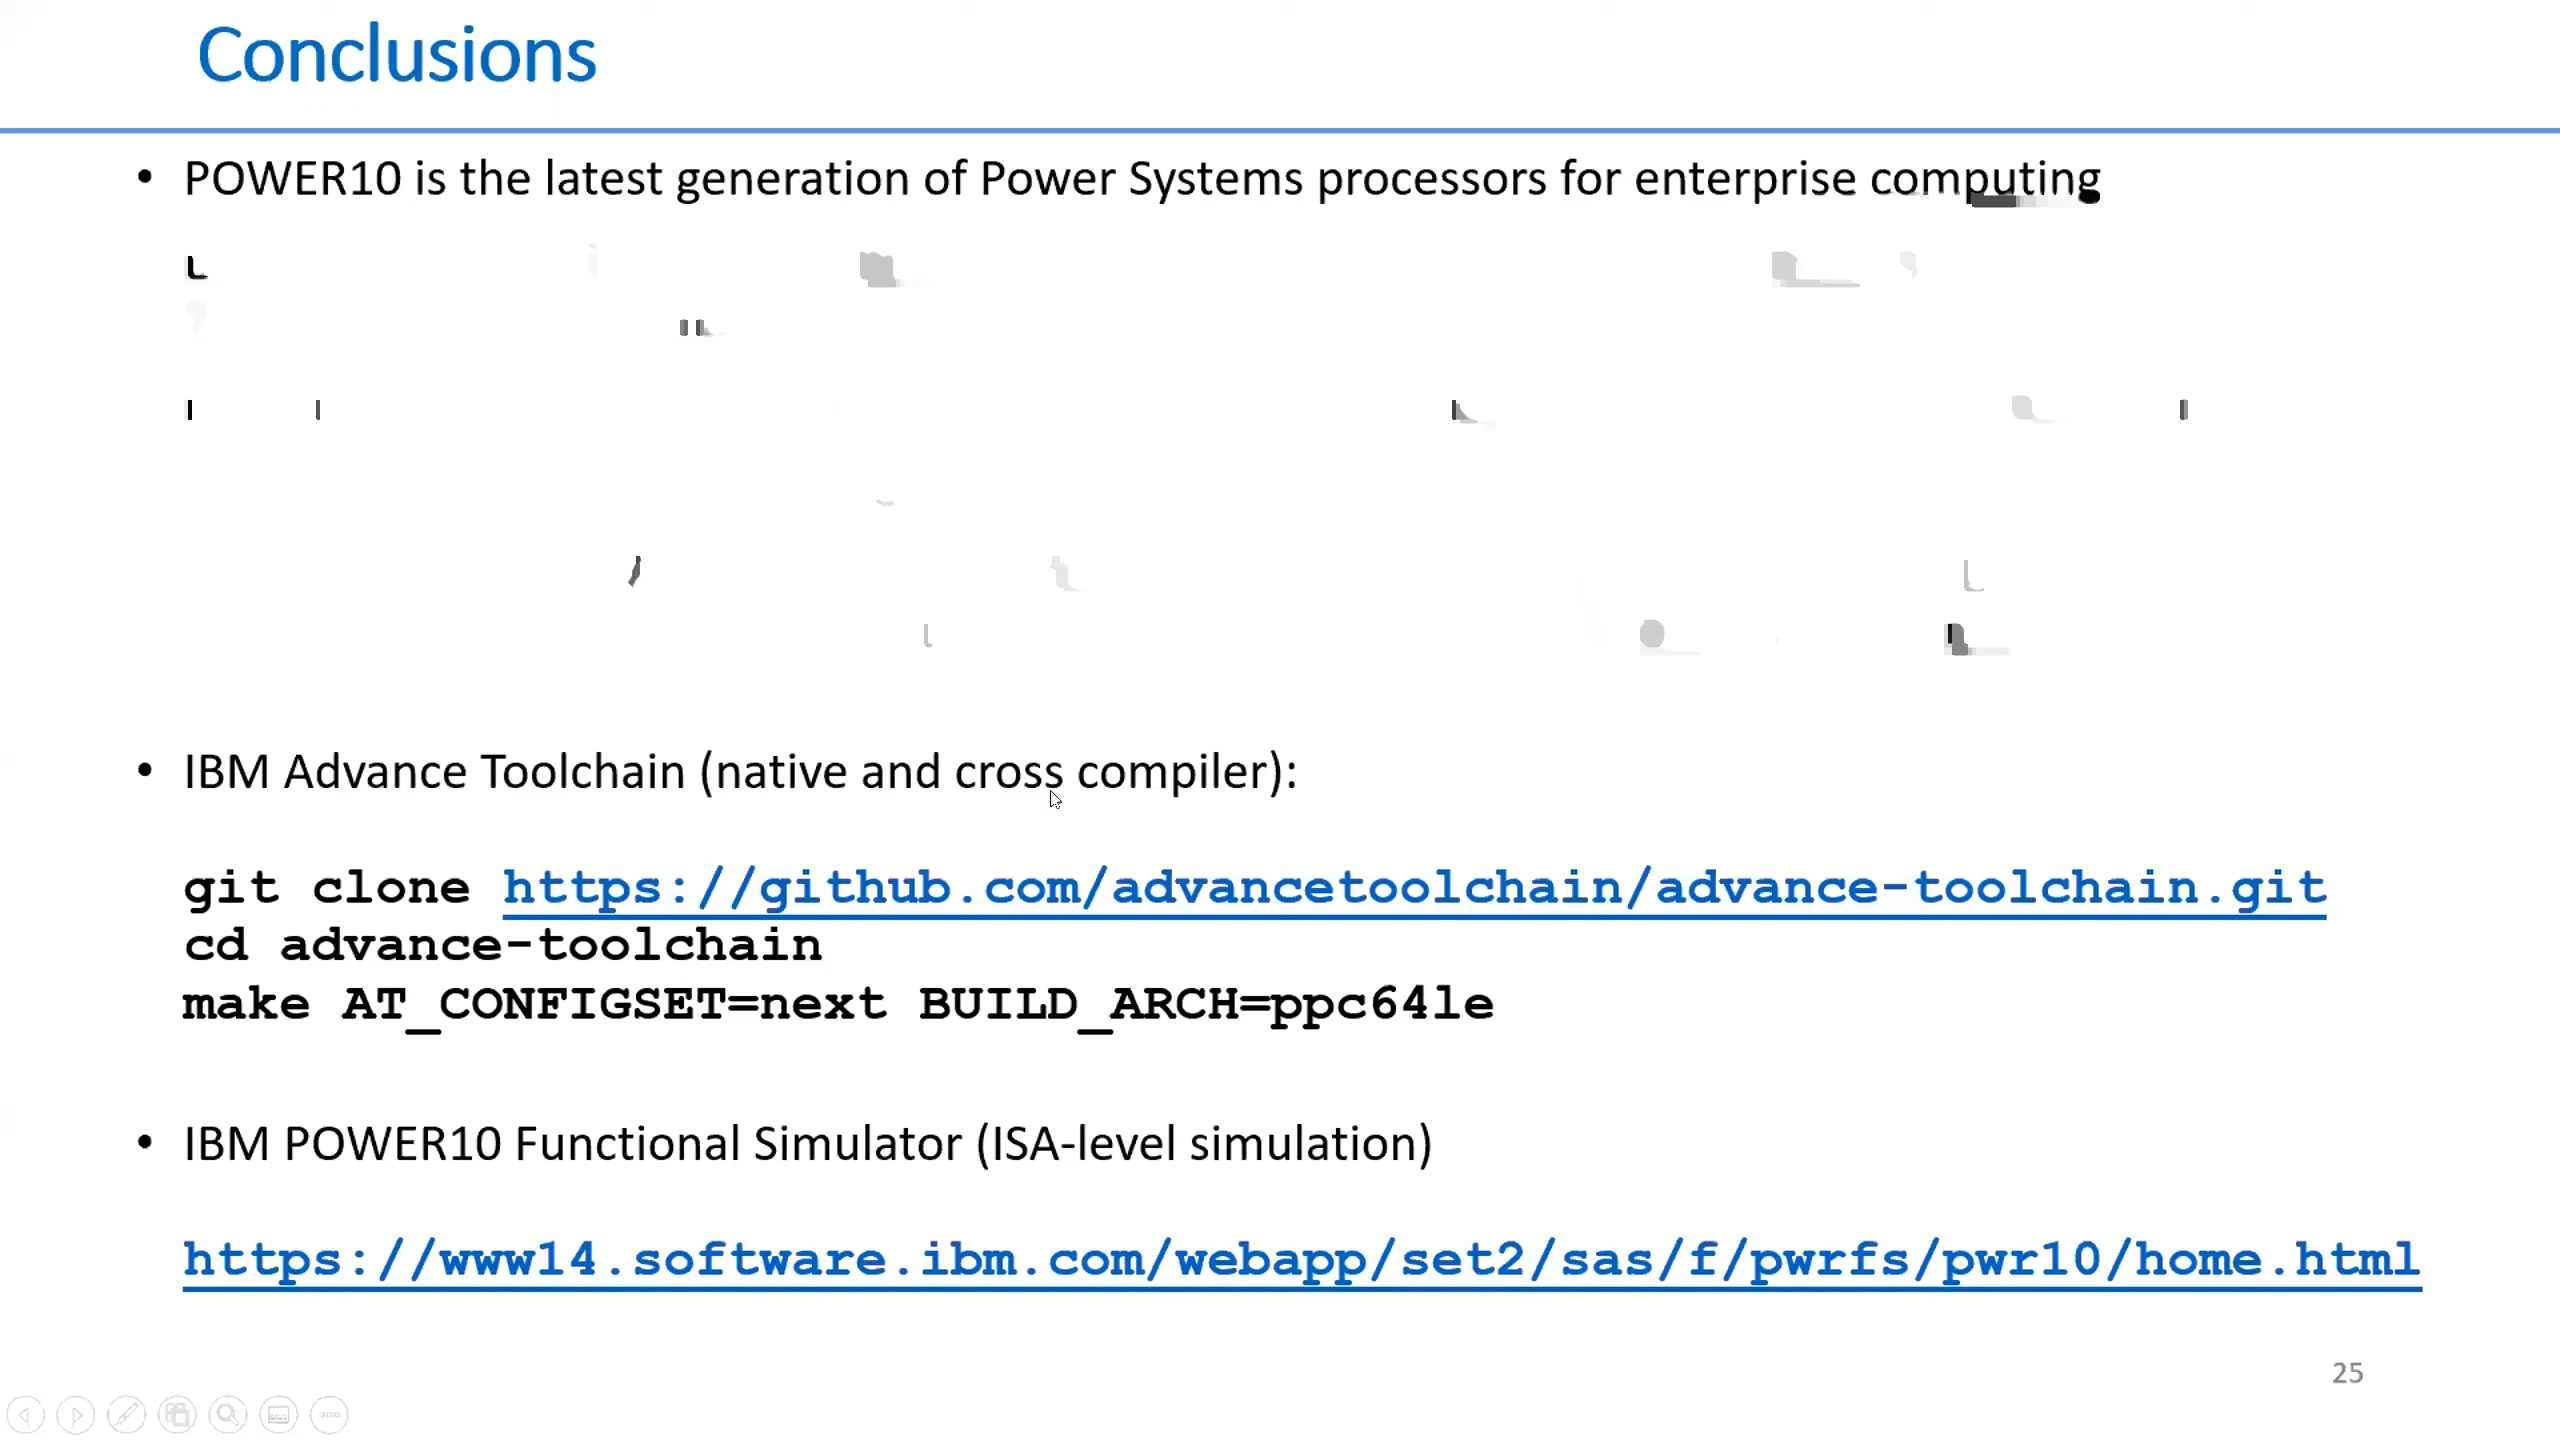 Conclusions
• POWER10 is the latest generation of Power Systems processors for enterprise computing
• IBM Advance Toolchain (native and cross compiler):
git clone https://github.com/advancetoolchain/advance-toolchain.git
cd advance-toolchain
make AT_CONFIGSET=next BUILD_ARCH=ppc64le
• IBM POWER10 Functional Simulator (ISA-level simulation)
https://www14.software.ibm.com/webapp/set2/sas/f/pwrfs/pwr10/home.html
25